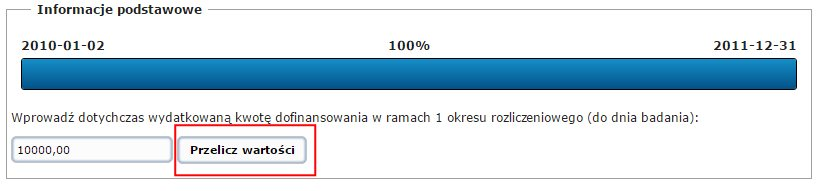 Informacje podstawowe
2010-01-02 100% 2011-12-31
Wprowadź dotychczas wydatkowaną kwotę dofinansowania w ramach 1 okresu rozliczeniowego (do dnia badania):
10000,00 Przelicz wartości